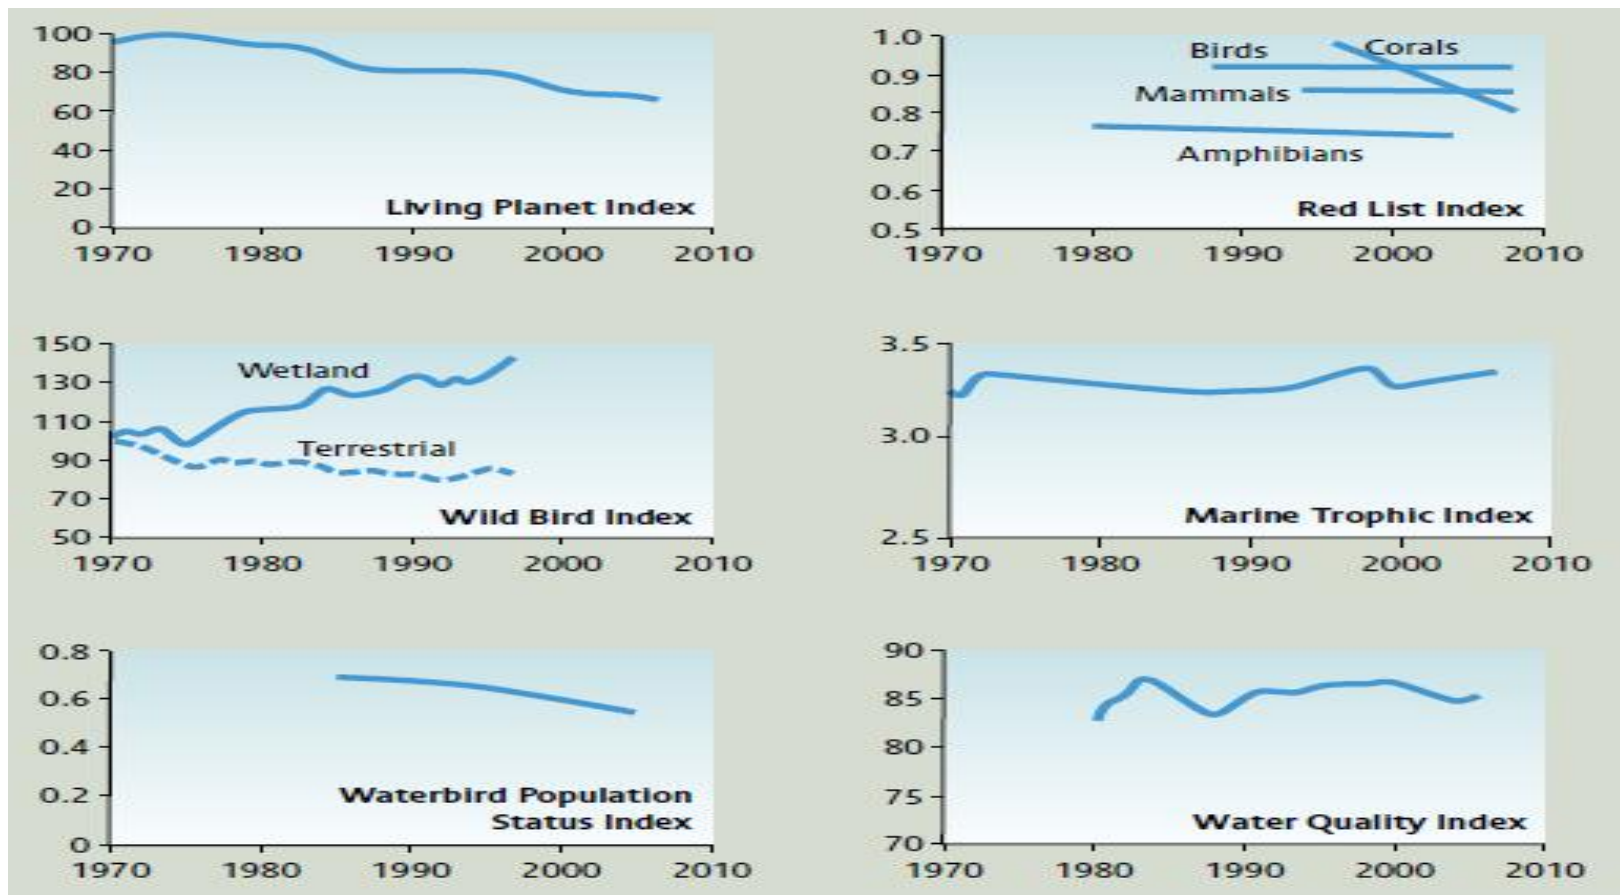 100
80
60
40
20
0
1970 1980 1990 2000 2010
Living Planet Index
1.0
0.9
0.8
0.7
0.6
0.5
Birds
Corals
Mammals
Amphibians
Red List Index
1970 1980 1990 2000 2010
150
130
110
90
70
50
Wetland
Terrestrial
Wild Bird Index
1970 1980 1990 2000 2010
3.5
3.0
2.5
Marine Trophic Index
1970 1980 1990 2000 2010
0.8
0.6
0.4
0.2
0
Waterbird Population
Status Index
1970 1980 1990 2000 2010
90
85
80
75
70
Water Quality Index
1970 1980 1990 2000 2010